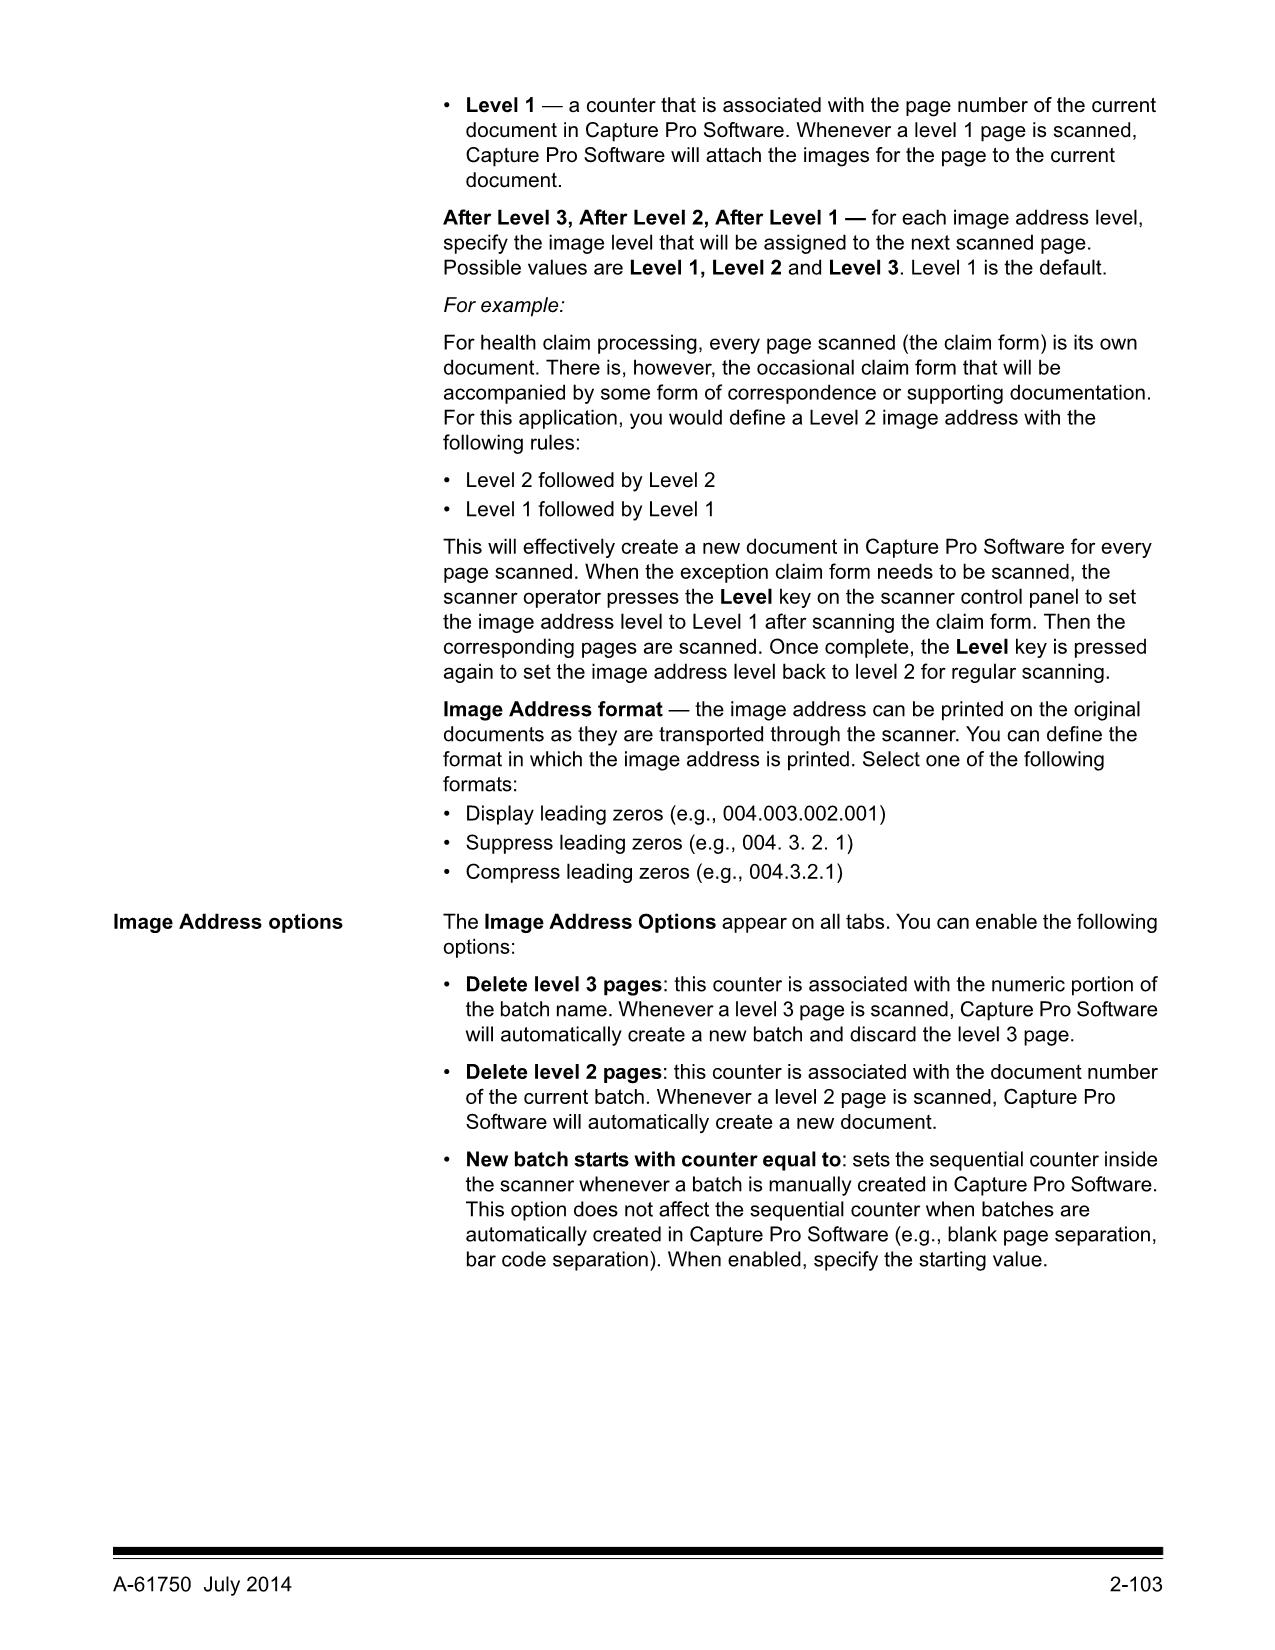 • Level 1 — a counter that is associated with the page number of the current
document in Capture Pro Software. Whenever a level 1 page is scanned,
Capture Pro Software will attach the images for the page to the current
document.
After Level 3, After Level 2, After Level 1 — for each image address level,
specify the image level that will be assigned to the next scanned page.
Possible values are Level 1, Level 2 and Level 3. Level 1 is the default.
For example:
For health claim processing, every page scanned (the claim form) is its own
document. There is, however, the occasional claim form that will be
accompanied by some form of correspondence or supporting documentation.
For this application, you would define a Level 2 image address with the
following rules:
• Level 2 followed by Level 2
• Level 1 followed by Level 1
This will effectively create a new document in Capture Pro Software for every
page scanned. When the exception claim form needs to be scanned, the
scanner operator presses the Level key on the scanner control panel to set
the image address level to Level 1 after scanning the claim form. Then the
corresponding pages are scanned. Once complete, the Level key is pressed
again to set the image address level back to level 2 for regular scanning.
Image Address format — the image address can be printed on the original
documents as they are transported through the scanner. You can define the
format in which the image address is printed. Select one of the following
formats:
• Display leading zeros (e.g., 004.003.002.001)
• Suppress leading zeros (e.g., 004. 3. 2. 1)
• Compress leading zeros (e.g., 004.3.2.1)
Image Address options
The Image Address Options appear on all tabs. You can enable the following
options:
• Delete level 3 pages: this counter is associated with the numeric portion of
the batch name. Whenever a level 3 page is scanned, Capture Pro Software
will automatically create a new batch and discard the level 3 page.
• Delete level 2 pages: this counter is associated with the document number
of the current batch. Whenever a level 2 page is scanned, Capture Pro
Software will automatically create a new document.
• New batch starts with counter equal to: sets the sequential counter inside
the scanner whenever a batch is manually created in Capture Pro Software.
This option does not affect the sequential counter when batches are
automatically created in Capture Pro Software (e.g., blank page separation,
bar code separation). When enabled, specify the starting value.
A-61750 July 2014
2-103